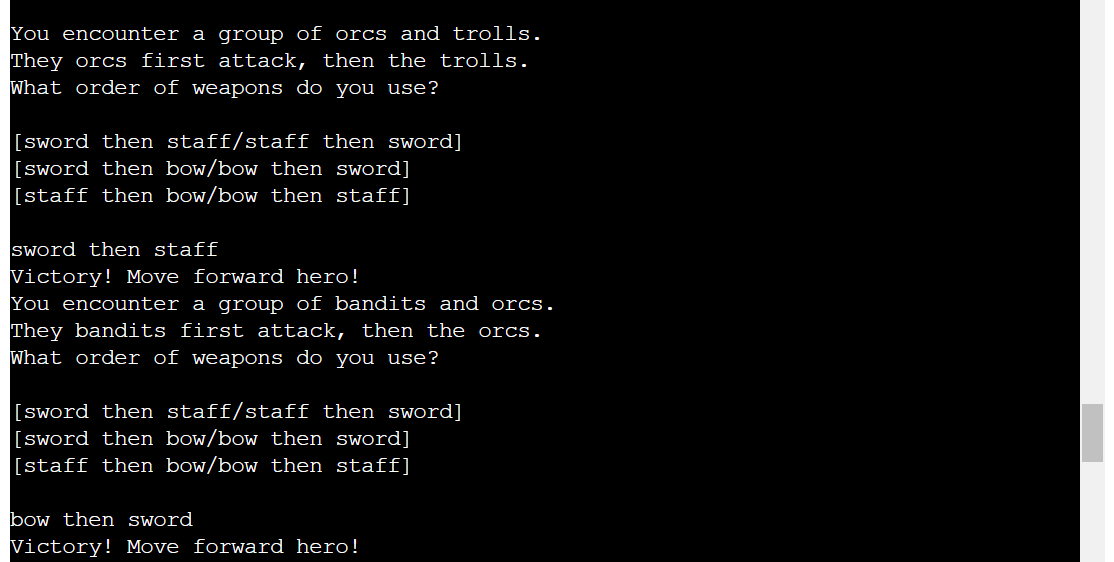 You encounter a group of orcs and trolls.
They orcs first attack, then the trolls.
What order of weapons do you use?
[sword then staff/staff then sword]
[sword then bow/bow then sword]
[staff then bow/bow then staff]
sword then staff
Victory! Move forward hero!
You encounter a group of bandits and orcs.
They bandits first attack, then the orcs.
What order of weapons do you use?
[sword then staff/staff then sword]
[sword then bow/bow then sword]
[staff then bow/bow then staff]
bow then sword
Victory! Move forward hero!